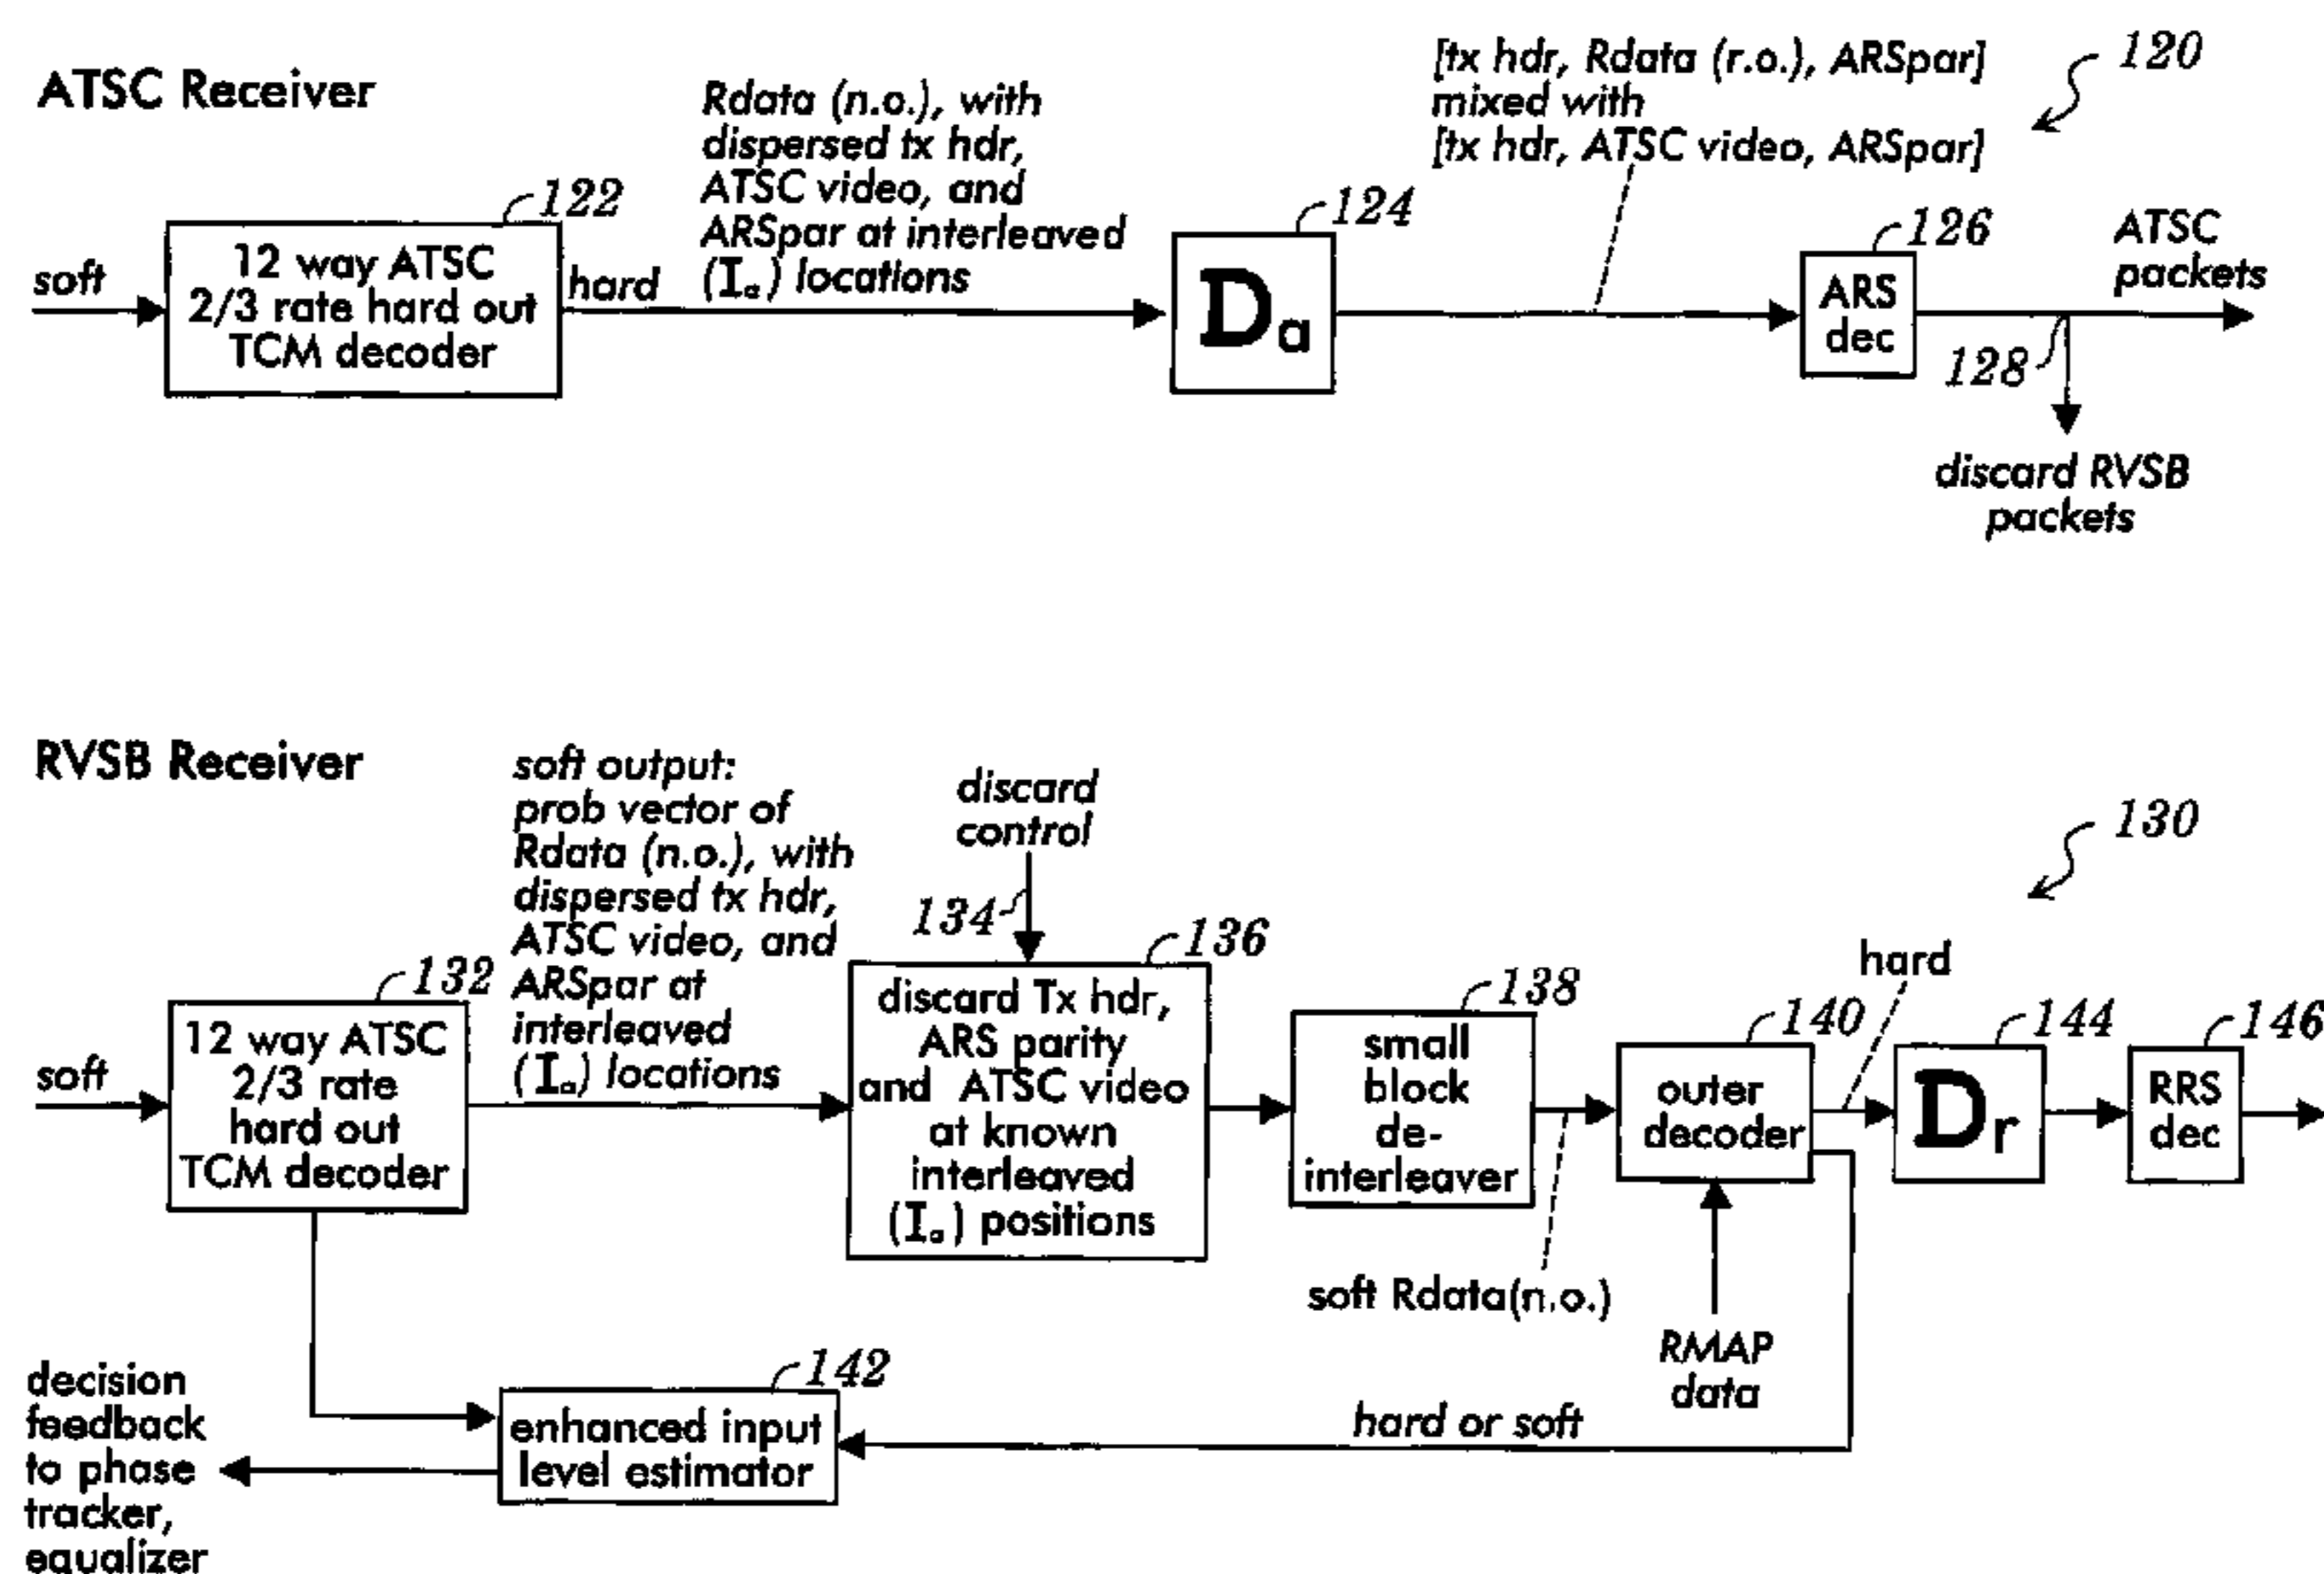 ATSC Receiver
Rdata (n.o.), with
dispersed tx hdr,
ATSC video, and
ARSpar at interleaved
(Ia) locations
[tx hdr, Rdata (r.o.), ARSpar]
mixed with
[tx hdr, ATSC video, ARSpar]
120
122
soft
12 way ATSC
2/3 rate hard out
TCM decoder
hard
124
Da
126
ARS
dec
ATSC
packets
128
discard RVSB
packets
RVSB Receiver
soft output:
prob vector of
Rdata (n.o.), with
dispersed tx hdr,
ATSC video, and
ARSpar at
interleaved
(Ia) locations
discard
control
134
130
132
soft
12 way ATSC
2/3 rate
hard out
TCM decoder
136
discard Tx hdr,
ARS parity
and ATSC video
at known
interleaved
(Ia) positions
138
small
block
de-
interleaver
soft Rdata(n.o.)
140
outer
decoder
RMAP
data
hard
144
Dr
146
RRS
dec
hard or soft
142
enhanced input
level estimator
decision
feedback
to phase
tracker,
equalizer